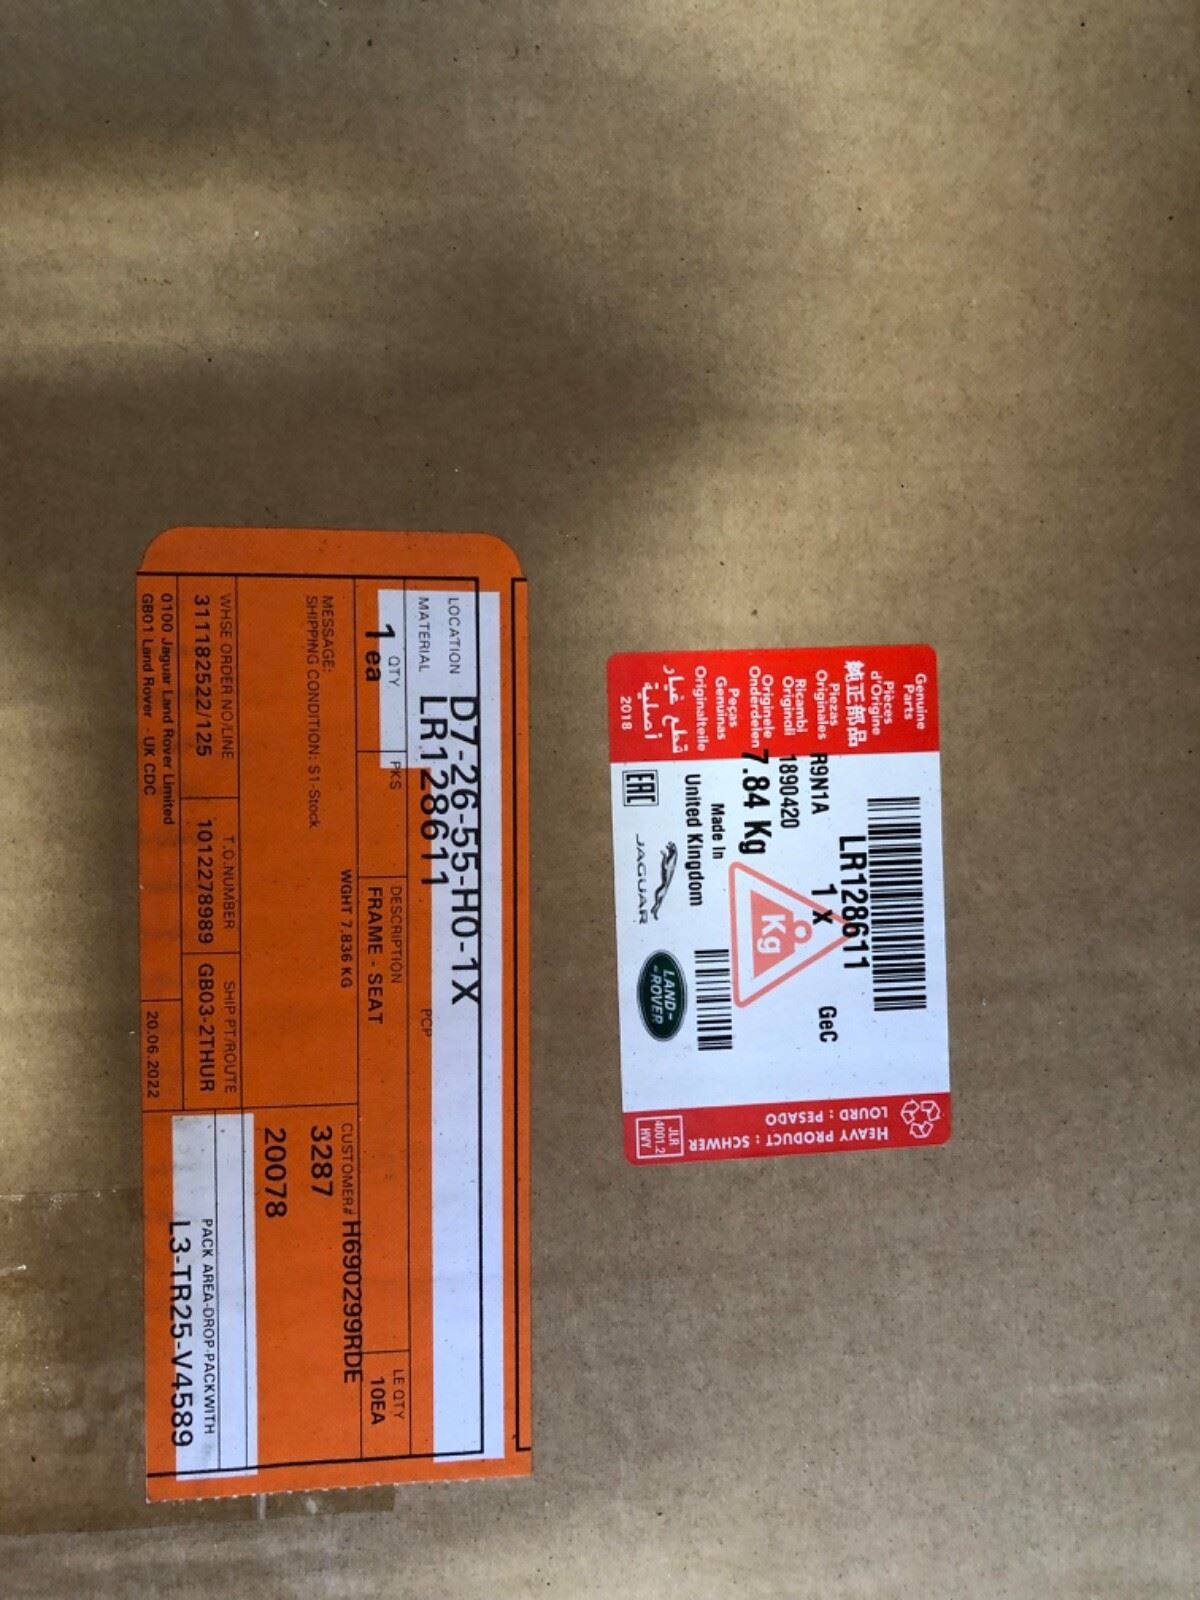 LOCATION D7-26-55-H0-1X
MATERIAL LR128611 PCP
QTY PKS DESCRIPTION LE QTY
1 ea FRAME - SEAT 10EA
WGHT 7.836 KG CUSTOMER# H690299RDE
MESSAGE: 3287
SHIPPING CONDITION: S1-Stock
20078
WHSE ORDER NO/LINE T.O.NUMBER SHIP PT/ROUTE PACK AREA-DROP-PACKWITH
311182522/125 1012278989 GB03-2THUR L3-TR25-V4589
0100 Jaguar Land Rover Limited 20.06.2022
GB01 Land Rover - UK CDC
Genuine
Parts
Pièces
d'Origine
純正部品
Piezas
Originales
Ricambi
Originali
Originele
Onderdelen
Peças
Genuinas
Originalteile
قطع غيار
أصلية
2018
LR128611
R9N1A 1 X GeC
1890420
7.84 Kg
Kg
Made In
United Kingdom
EAC JAGUAR LAND-
ROVER
HEAVY PRODUCT : SCHWER
LOURD : PESADO
JLR
4001.2
HVY